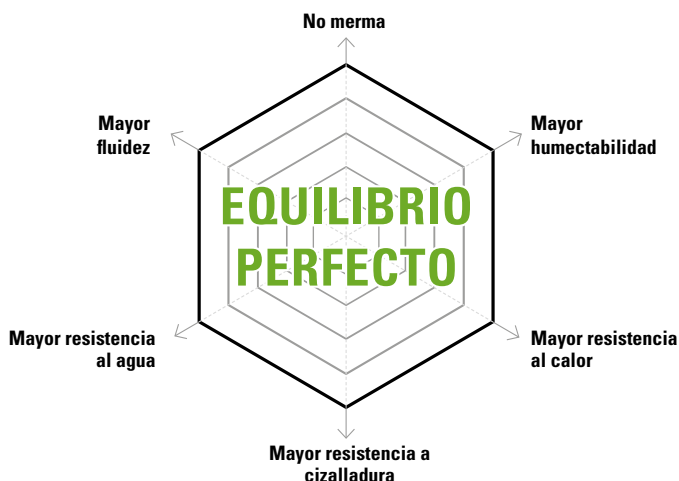 No merma
Mayor
fluidez
Mayor
humectabilidad
EQUILIBRIO
PERFECTO
Mayor resistencia
al agua
Mayor resistencia
al calor
Mayor resistencia a
cizalladura